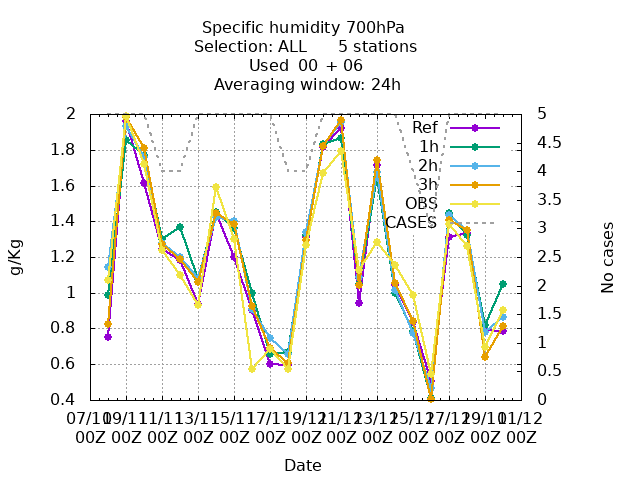 Specific humidity 700hPa
Selection: ALL 5 stations
Used 00 + 06
Averaging window: 24h
2
1.8
1.6
1.4
1.2
1
0.8
0.6
0.4
g/Kg
5
4.5
4
3.5
3
2.5
2
1.5
1
0.5
0
No cases
Ref
1h
2h
3h
OBS
CASES
07/11 09/11 11/11 13/11 15/11 17/11 19/11 21/11 23/11 25/11 27/11 29/11 01/12
00Z 00Z 00Z 00Z 00Z 00Z 00Z 00Z 00Z 00Z 00Z 00Z 00Z
Date